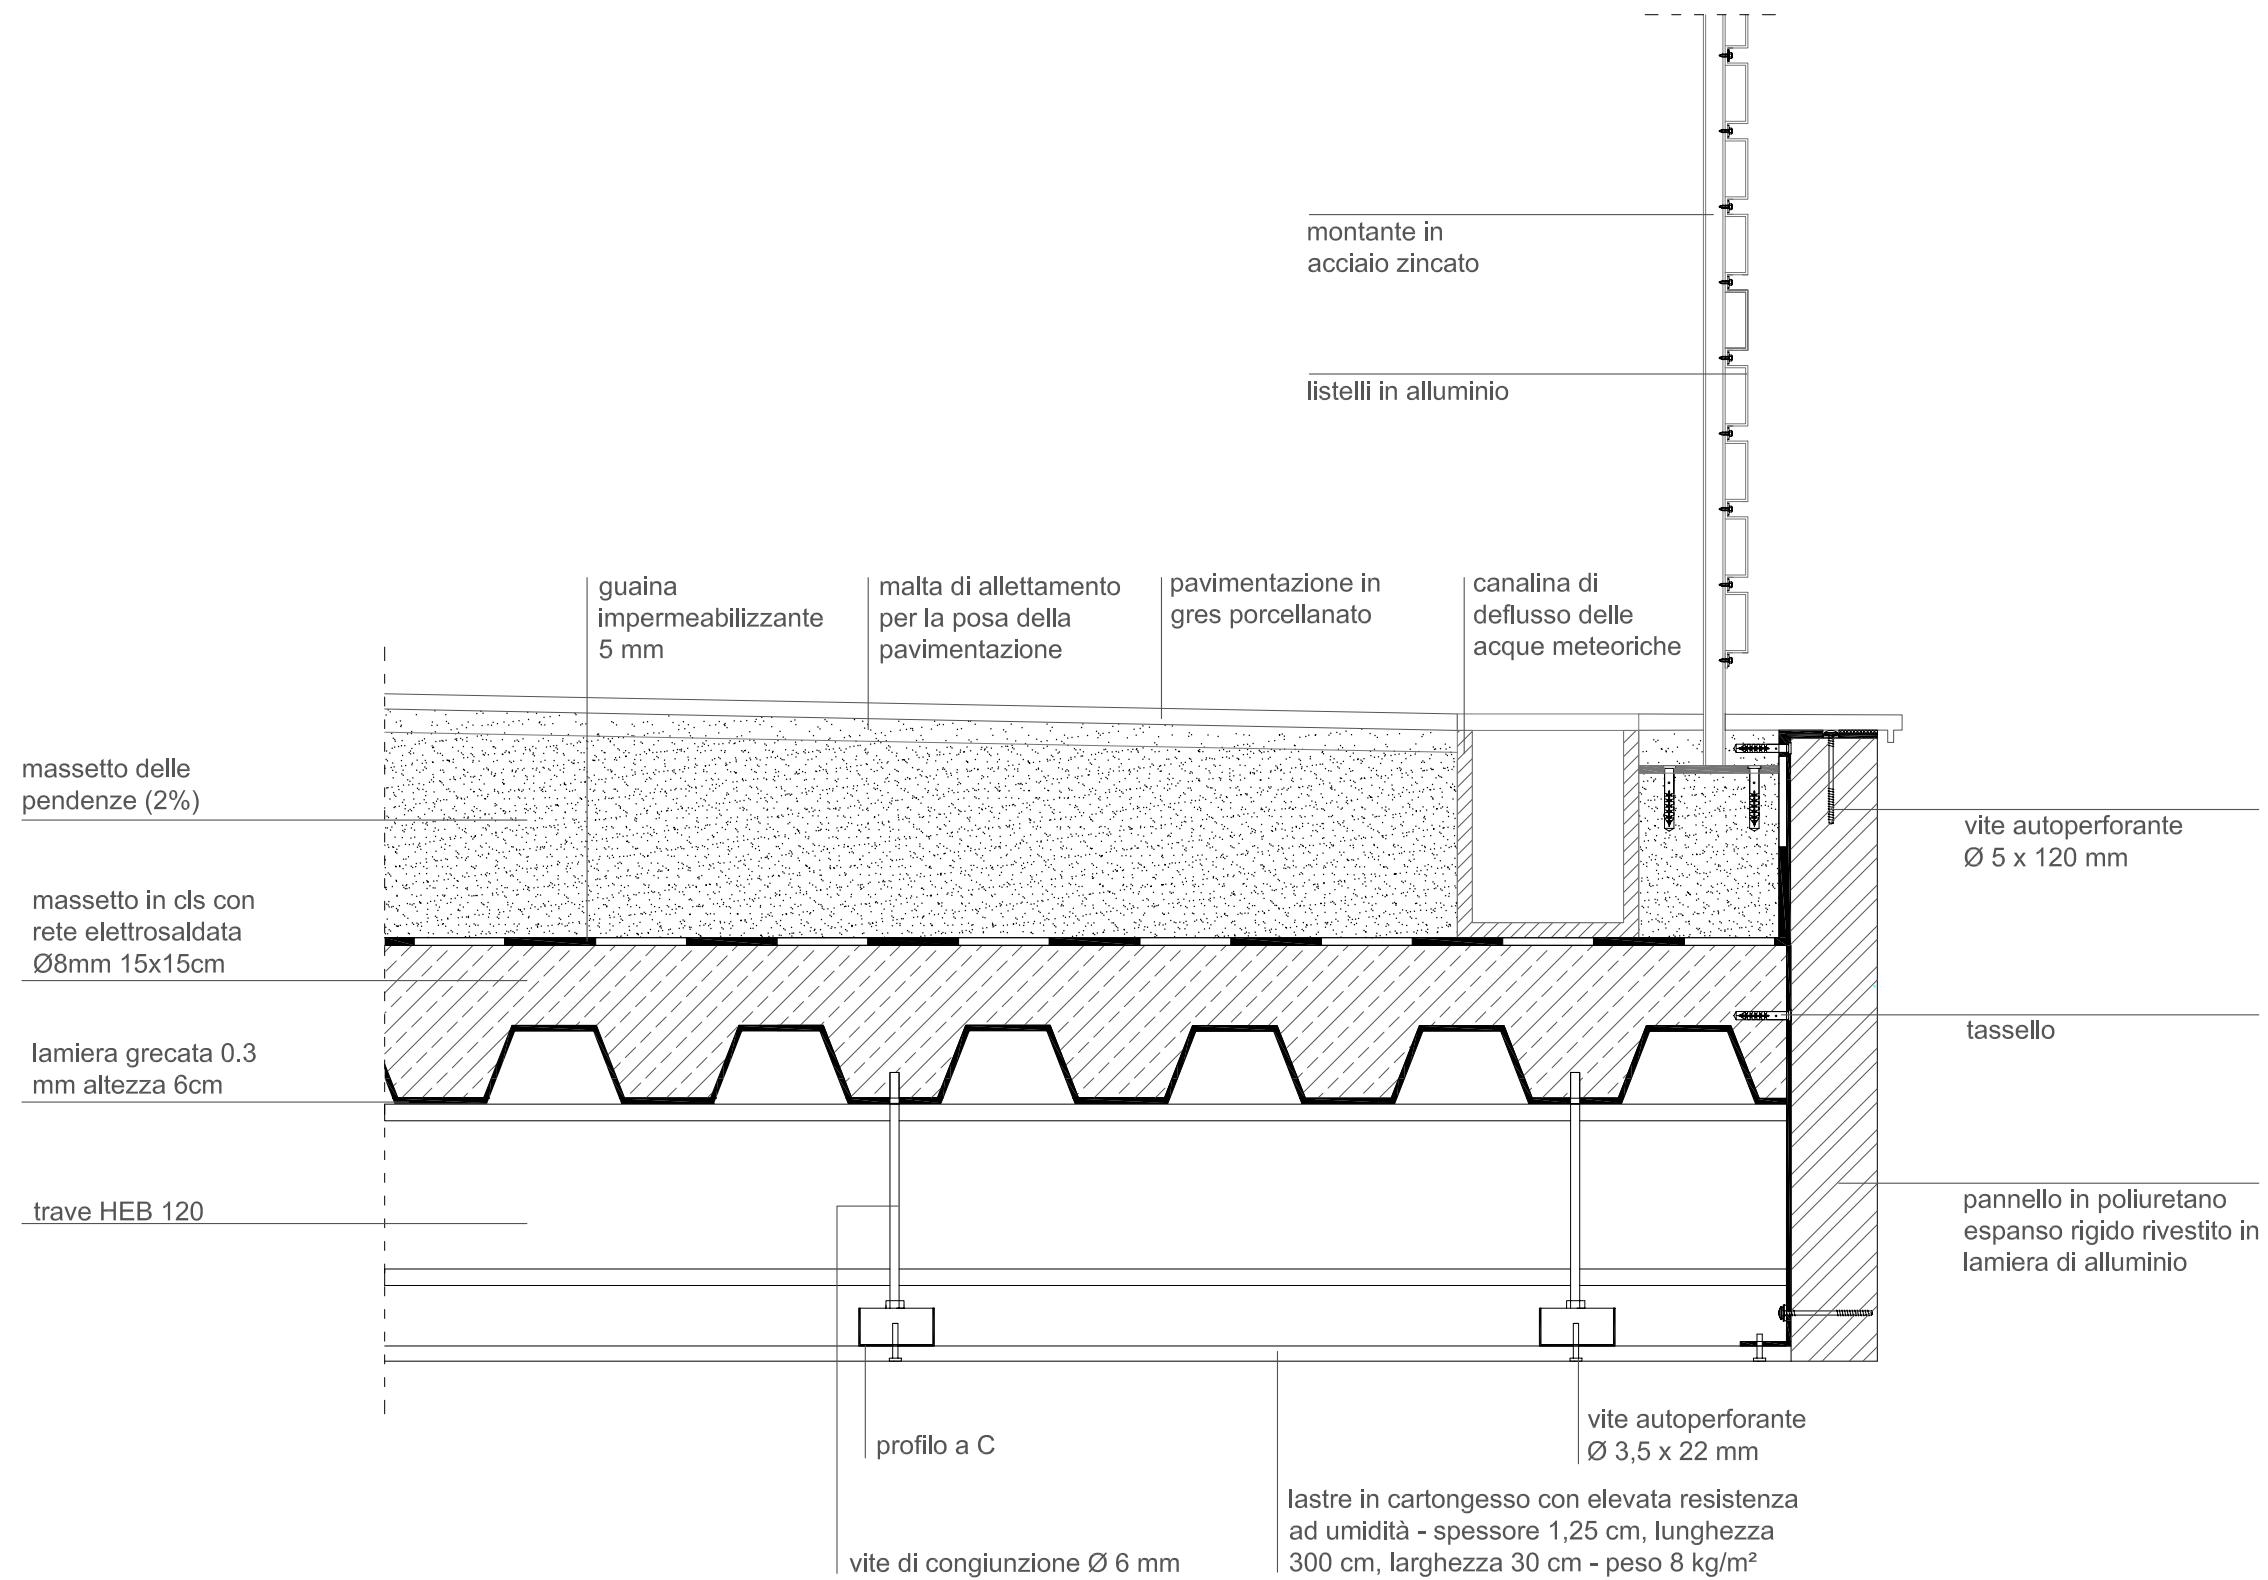 montante in
acciaio zincato
listelli in alluminio
guaina
impermeabilizzante
5 mm
malta di allettamento
per la posa della
pavimentazione
pavimentazione in
gres porcellanato
canalina di
deflusso delle
acque meteoriche
massetto delle
pendenze (2%)
massetto in cls con
rete elettrosaldata
Ø8mm 15x15cm
lamiera grecata 0.3
mm altezza 6cm
trave HEB 120
vite autoperforante
Ø 5 x 120 mm
tassello
pannello in poliuretano
espanso rigido rivestito in
lamiera di alluminio
profilo a C
vite di congiunzione Ø 6 mm
vite autoperforante
Ø 3,5 x 22 mm
lastre in cartongesso con elevata resistenza
ad umidità - spessore 1,25 cm, lunghezza
300 cm, larghezza 30 cm - peso 8 kg/m²